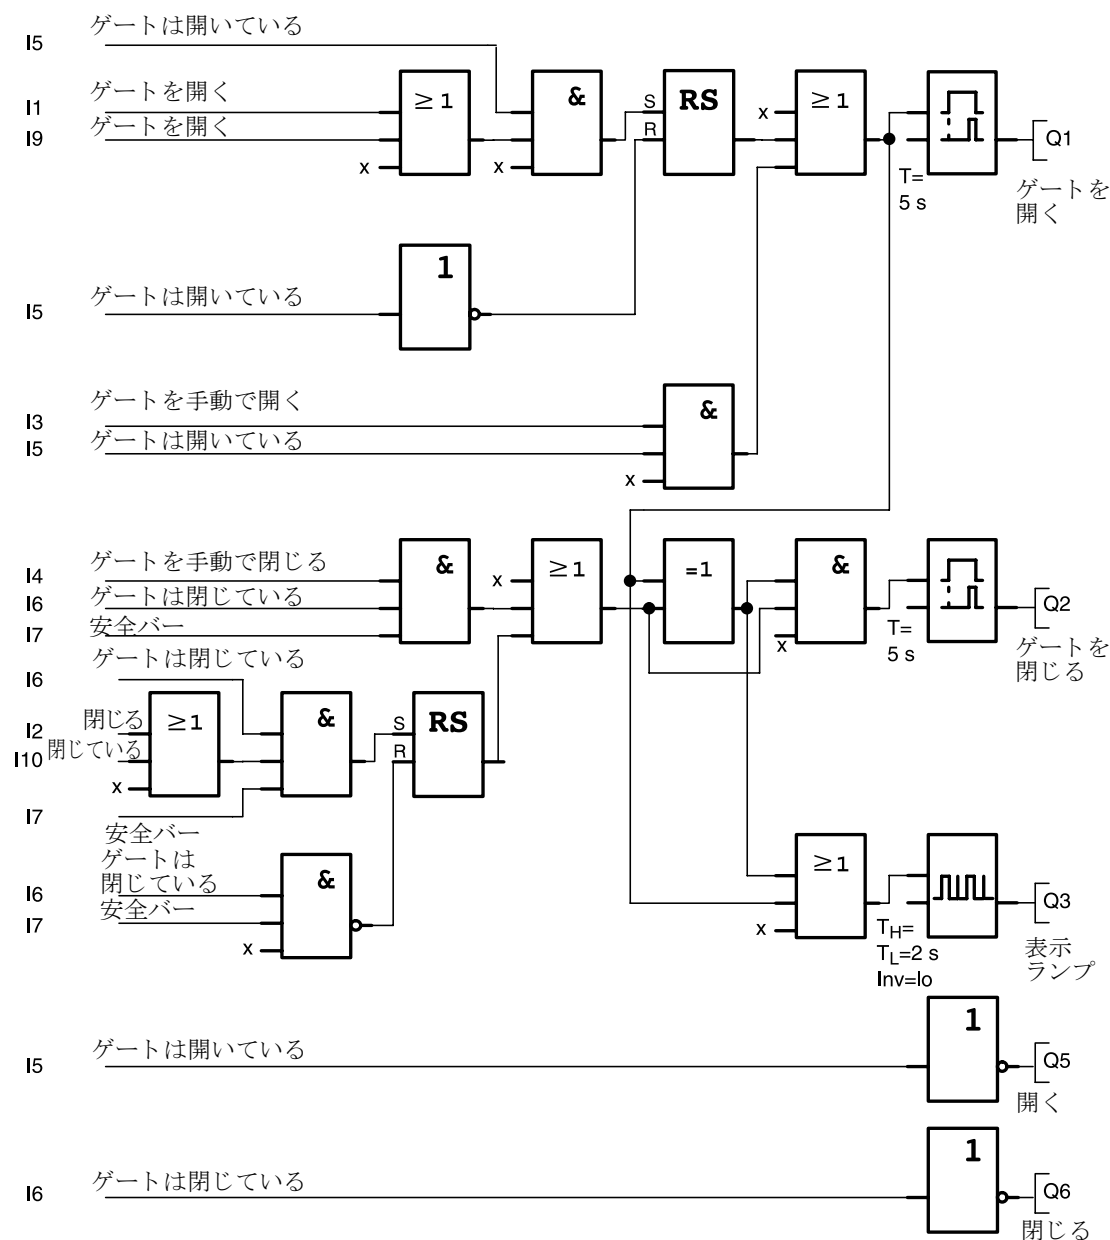 ゲートは開いている
I5
ゲートを開く
I1
ゲートを開く
I9
x
≥1
x
&
S
R
RS
x
≥1
T=
5 s
Q1
ゲートを
開く
1
ゲートは開いている
I5
ゲートを手動で開く
I3
ゲートは開いている
I5
x
&
ゲートを手動で閉じる
I4
ゲートは閉じている
I6
安全バー
I7
&
x
≥1
=1
&
x
T=
5 s
Q2
ゲートを
閉じる
ゲートは閉じている
I6
閉じる
I2
閉じている
I10
x
≥1
&
S
R
RS
I7
安全バー
ゲートは
閉じている
I6
安全バー
I7
x
&
≥1
x
TH=
TL=2 s
Inv=lo
Q3
表示
ランプ
ゲートは開いている
I5
1
Q5
開く
ゲートは閉じている
I6
1
Q6
閉じる